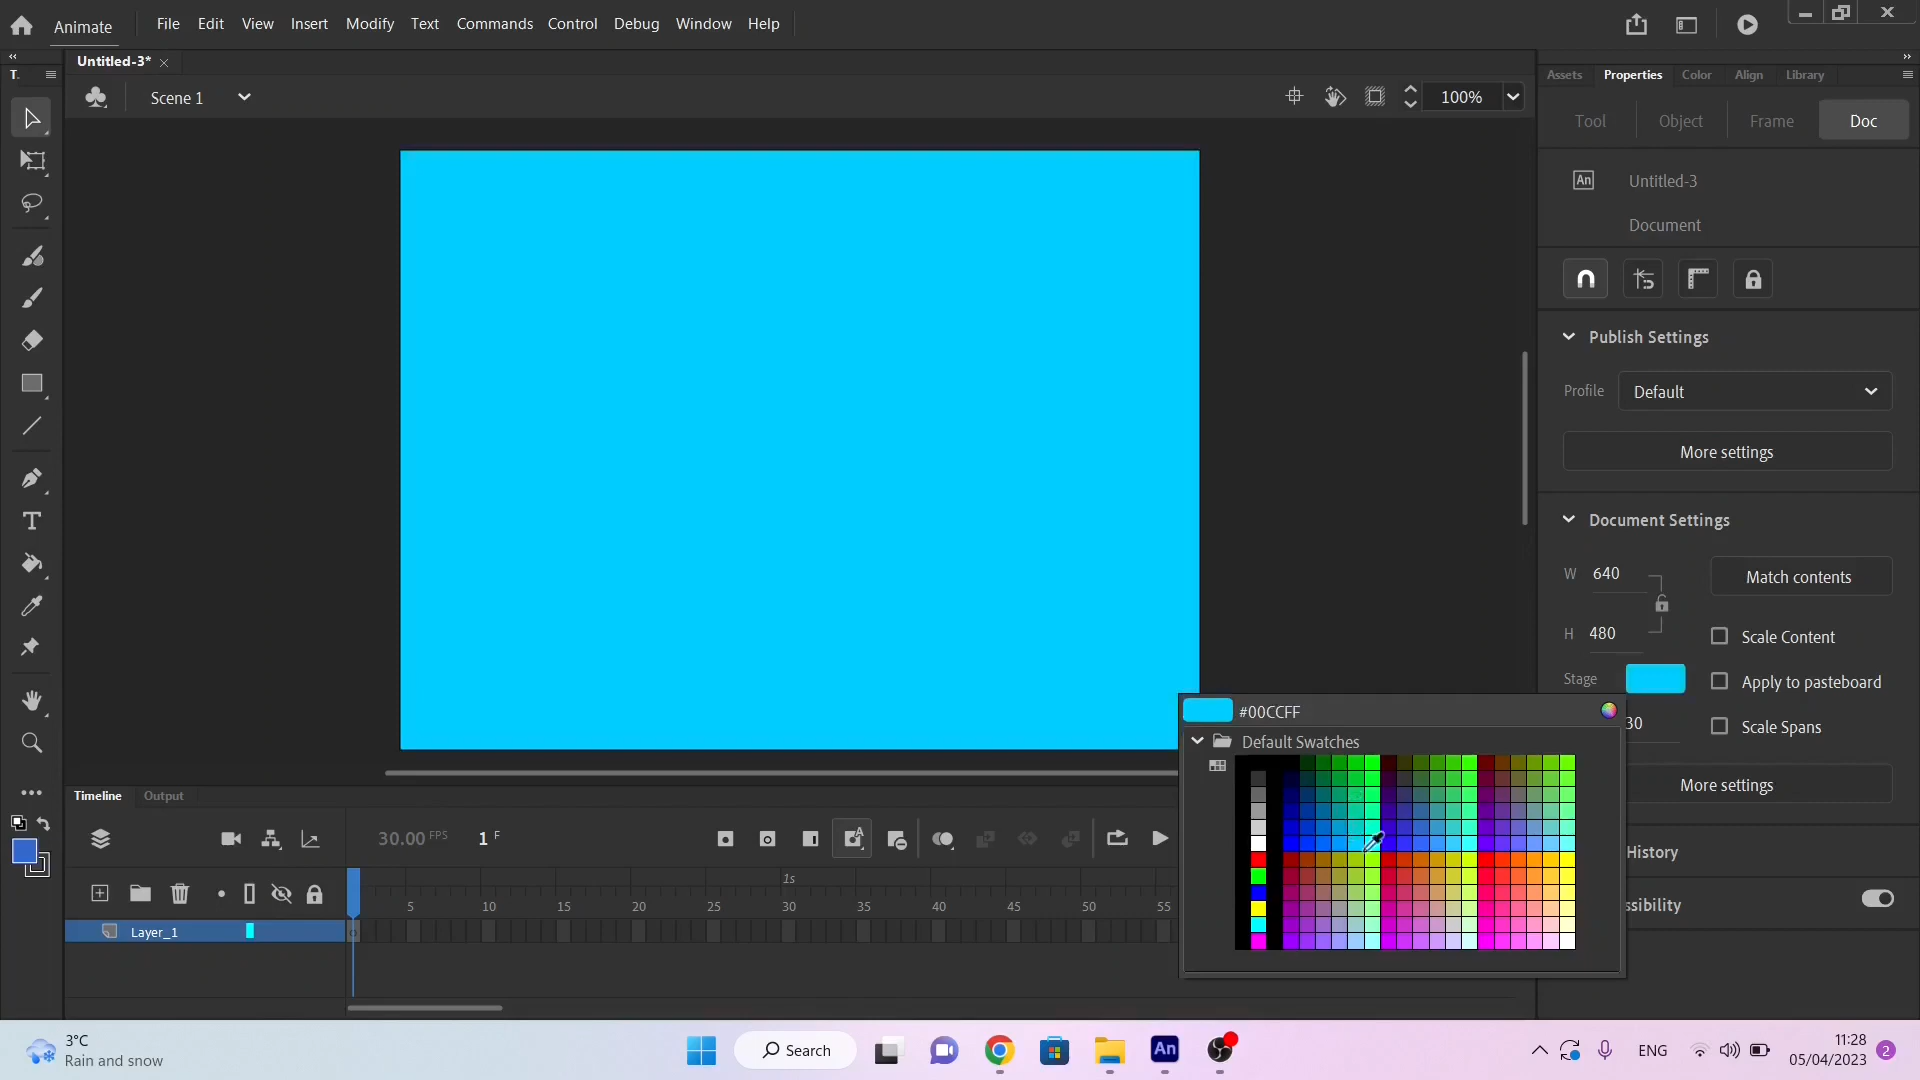 Animate
File Edit View Insert Modify Text Commands Control Debug Window Help
Untitled-3*
T.
Scene 1
100%
Assets Properties Color Align Library
Tool Object Frame Doc
An
Untitled-3
Document
Publish Settings
Profile Default
More settings
Document Settings
W 640
Match contents
H 480
Scale Content
Stage
Apply to pasteboard
30
Scale Spans
More settings
#00CCFF
Default Swatches
History
ssibility
Timeline Output
30.00 FPS 1 F
A
1s
5 10 15 20 25 30 35 40 45 50 55
Layer_1
3°C
Rain and snow
Search
An
ENG
11:28
05/04/2023
2